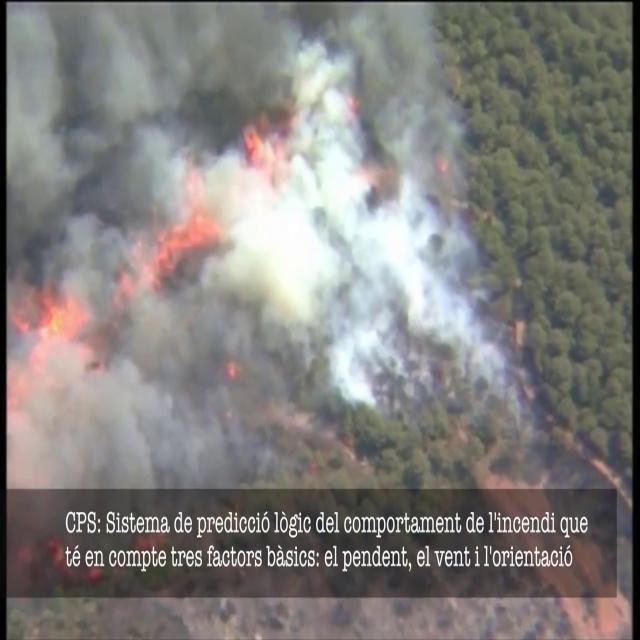 CPS: Sistema de predicció lògic del comportament de l'incendi que
té en compte tres factors bàsics: el pendent, el vent i l'orientació